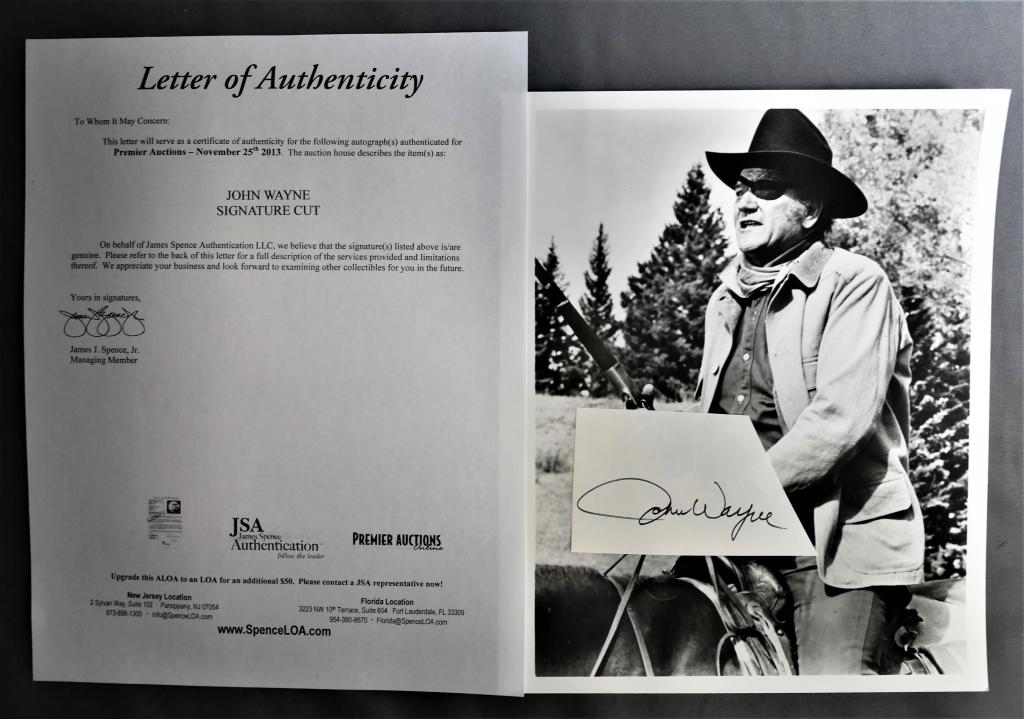 Letter of Authenticity
To Whom It May Concern:
This letter will serve as a certificate of authenticity for the following autograph(s) authenticated for
Premier Auctions – November 25th 2013. The auction house describes the item(s) as:
JOHN WAYNE
SIGNATURE CUT
On behalf of James Spence Authentication LLC, we believe that the signature(s) listed above is/are
genuine. Please refer to the back of this letter for a full description of the services provided and limitations
thereof. We appreciate your business and look forward to examining other collectibles for you in the future.
Yours in signatures,
James J. Spence, Jr.
Managing Member
JSA
James Spence
Authentication
follow the leader
PREMIER AUCTIONS
Online
Upgrade this ALOA to an LOA for an additional $50. Please contact a JSA representative now!
New Jersey Location
2 Sylvan Way, Suite 102 · Parsippany, NJ 07054
973-898-1300 · Info@SpenceLOA.com
Florida Location
3223 NW 10th Terrace, Suite 604 Fort Lauderdale, FL 33309
954-380-8670 · Florida@SpenceLOA.com
www.SpenceLOA.com
John Wayne